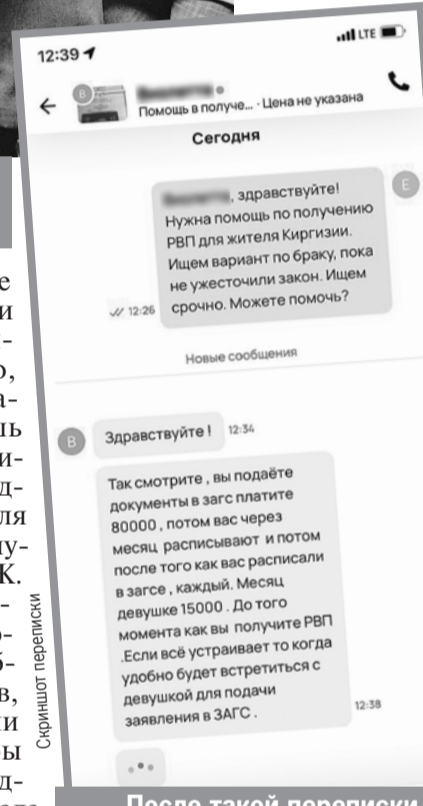 12:39
LTE
В
Помощь в получе... · Цена не указана
Сегодня
, здравствуйте!
Нужна помощь по получению
РВП для жителя Киргизии.
Ищем вариант по браку, пока
не ужесточили закон. Ищем
срочно. Можете помочь?
12:26
Е
Новые сообщения
В
Здравствуйте !
12:34
Так смотрите , вы подаёте
документы в загс платите
80000 , потом вас через
месяц расписывают и потом
после того как вас расписали
в загсе , каждый. Месяц
девушке 15000 . До того
момента как вы получите РВП
.Если всё устраивает то когда
удобно будет встретиться с
девушкой для подачи
заявления в ЗАГС .
12:38
Скриншот переписки
После такой переписки